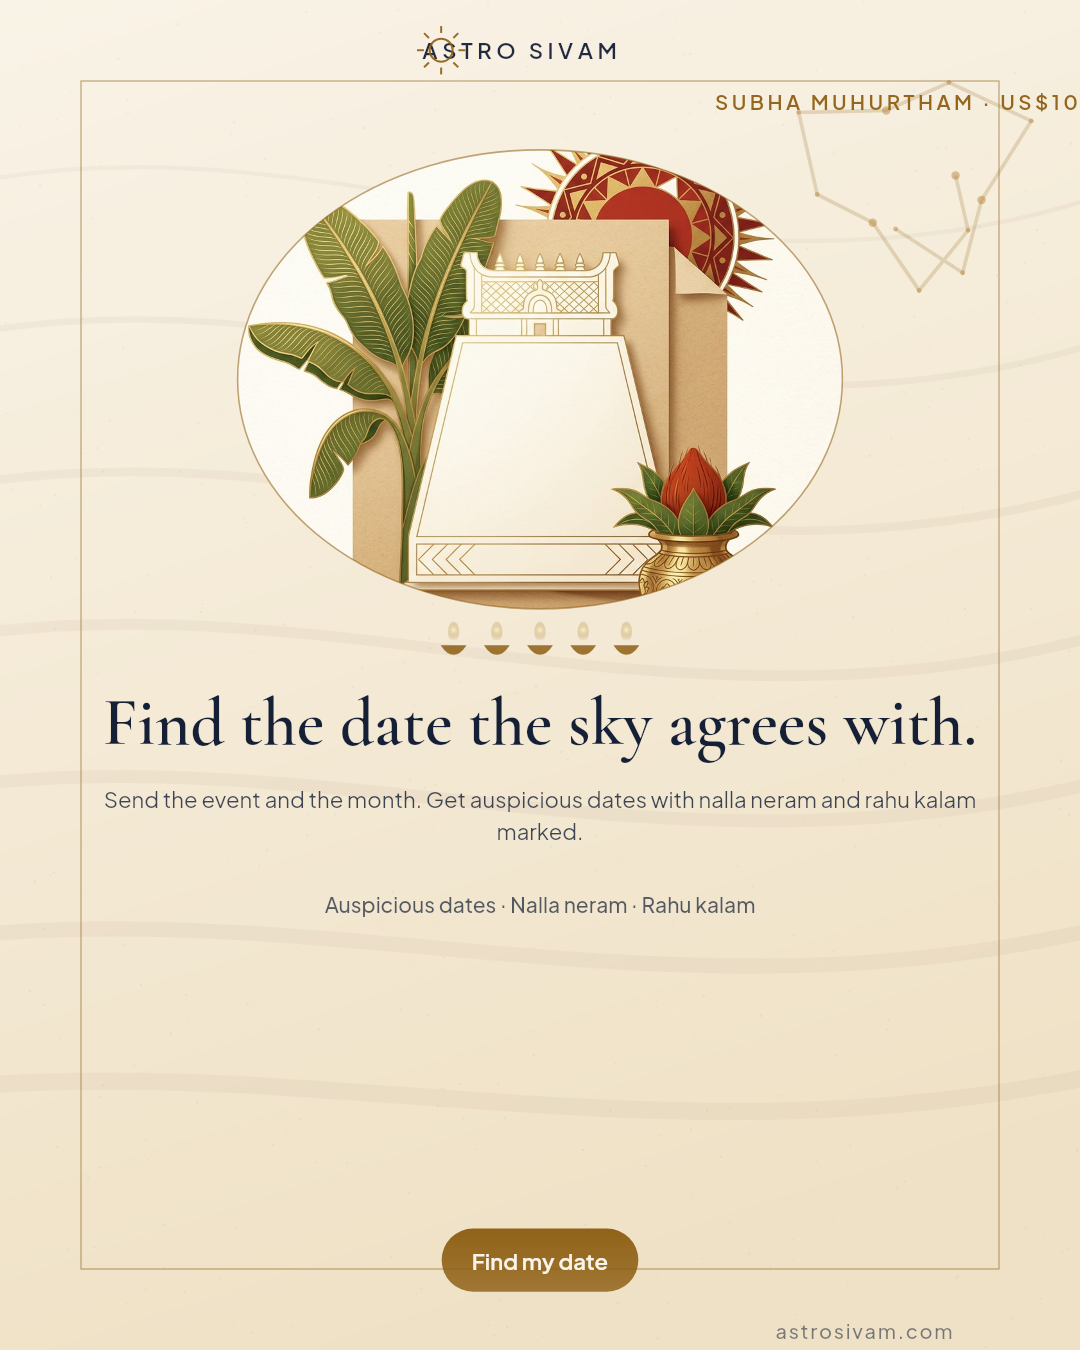 ASTRO SIVAM
SUBHA MUHURTHAM · US$10
Find the date the sky agrees with.
Send the event and the month. Get auspicious dates with nalla neram and rahu kalam
marked.
Auspicious dates · Nalla neram · Rahu kalam
Find my date
astrosivam.com